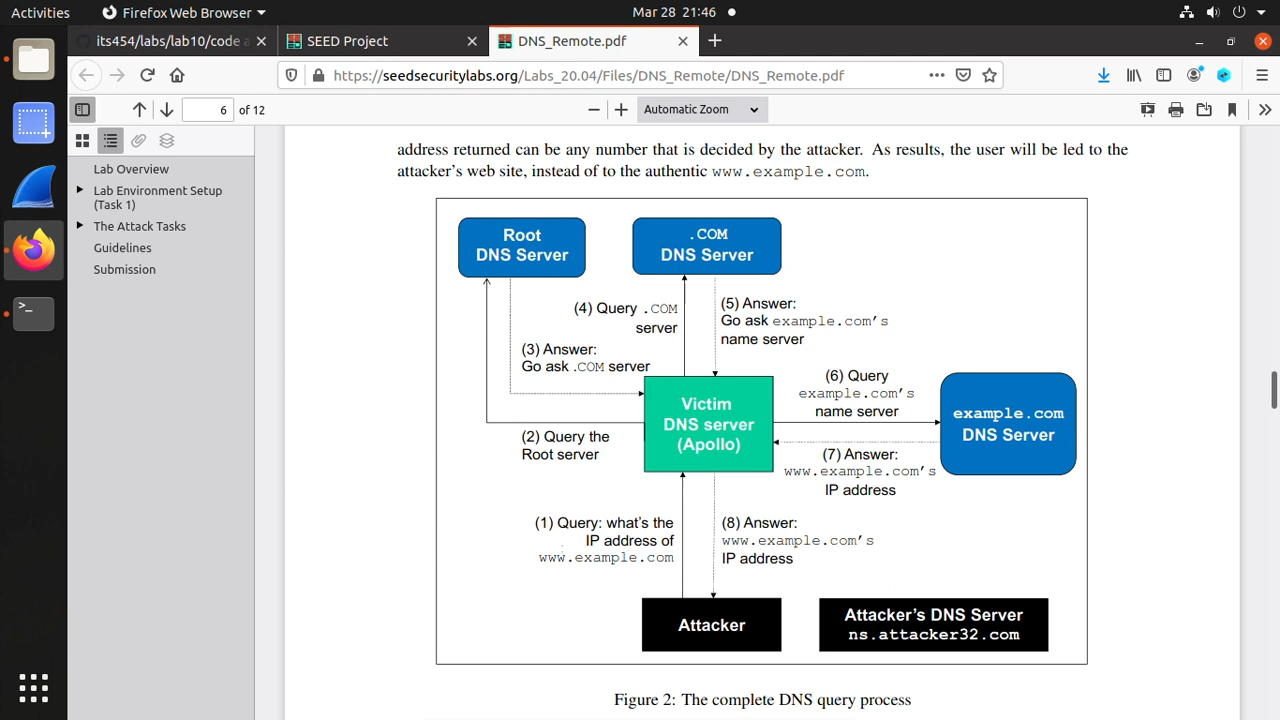 Activities
Firefox Web Browser
Mar 28 21:46
its454/labs/lab10/code a
SEED Project
DNS_Remote.pdf
https://seedsecuritylabs.org/Labs_20.04/Files/DNS_Remote/DNS_Remote.pdf
6
of 12
Automatic Zoom
Lab Overview
Lab Environment Setup
(Task 1)
The Attack Tasks
Guidelines
Submission
address returned can be any number that is decided by the attacker. As results, the user will be led to the
attacker's web site, instead of to the authentic www.example.com.
Root
DNS Server
.COM
DNS Server
(4) Query .COM
server
(5) Answer:
Go ask example.com's
name server
(3) Answer:
Go ask .COM server
(6) Query
example.com's
name server
Victim
DNS server
(Apollo)
example.com
DNS Server
(2) Query the
Root server
(7) Answer:
www.example.com's
IP address
(1) Query: what's the
IP address of
www.example.com
(8) Answer:
www.example.com's
IP address
Attacker
Attacker's DNS Server
ns.attacker32.com
Figure 2: The complete DNS query process